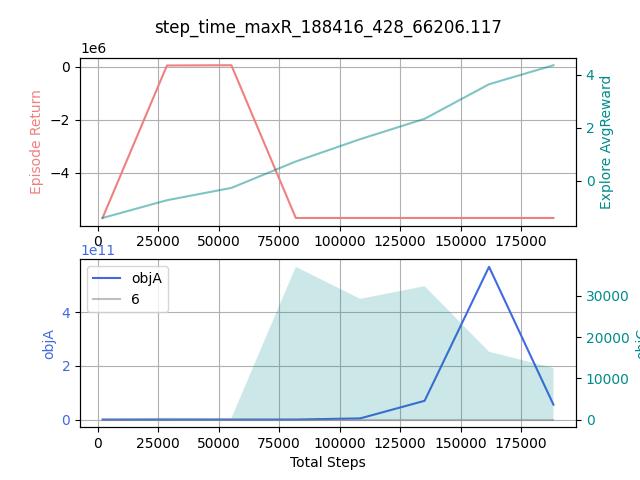 step_time_maxR_188416_428_66206.117
1e6
0
−2
−4
Episode Return
4
2
0
Explore AvgReward
0 25000 50000 75000 100000 125000 150000 175000
1e11
objA
6
4
2
0
objA
30000
20000
10000
0
objC
0 25000 50000 75000 100000 125000 150000 175000
Total Steps